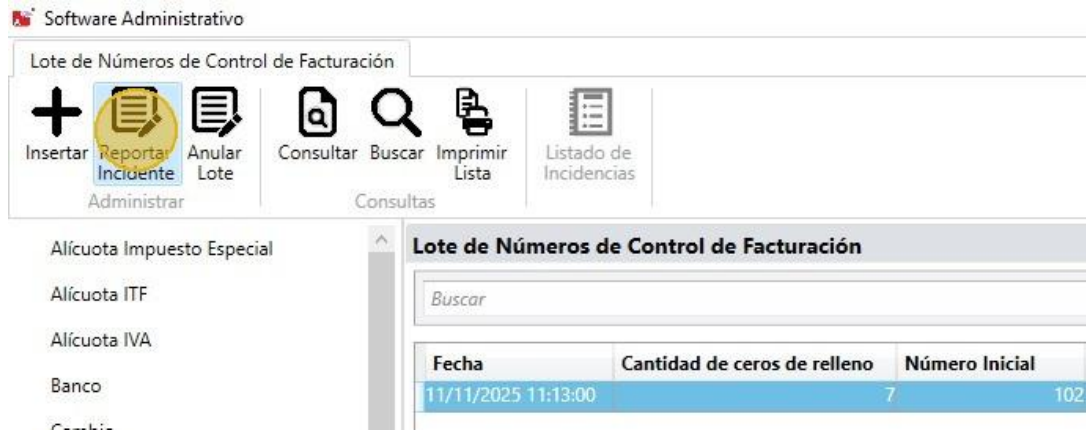 Software Administrativo
Lote de Números de Control de Facturación
Insertar
Reportar
Incidente
Anular
Lote
Consultar
Buscar
Imprimir
Lista
Listado de
Incidencias
Administrar
Consultas
Alícuota Impuesto Especial
Alícuota ITF
Alícuota IVA
Banco
Lote de Números de Control de Facturación
Buscar
Fecha Cantidad de ceros de relleno Número Inicial
11/11/2025 11:13:00 7 102